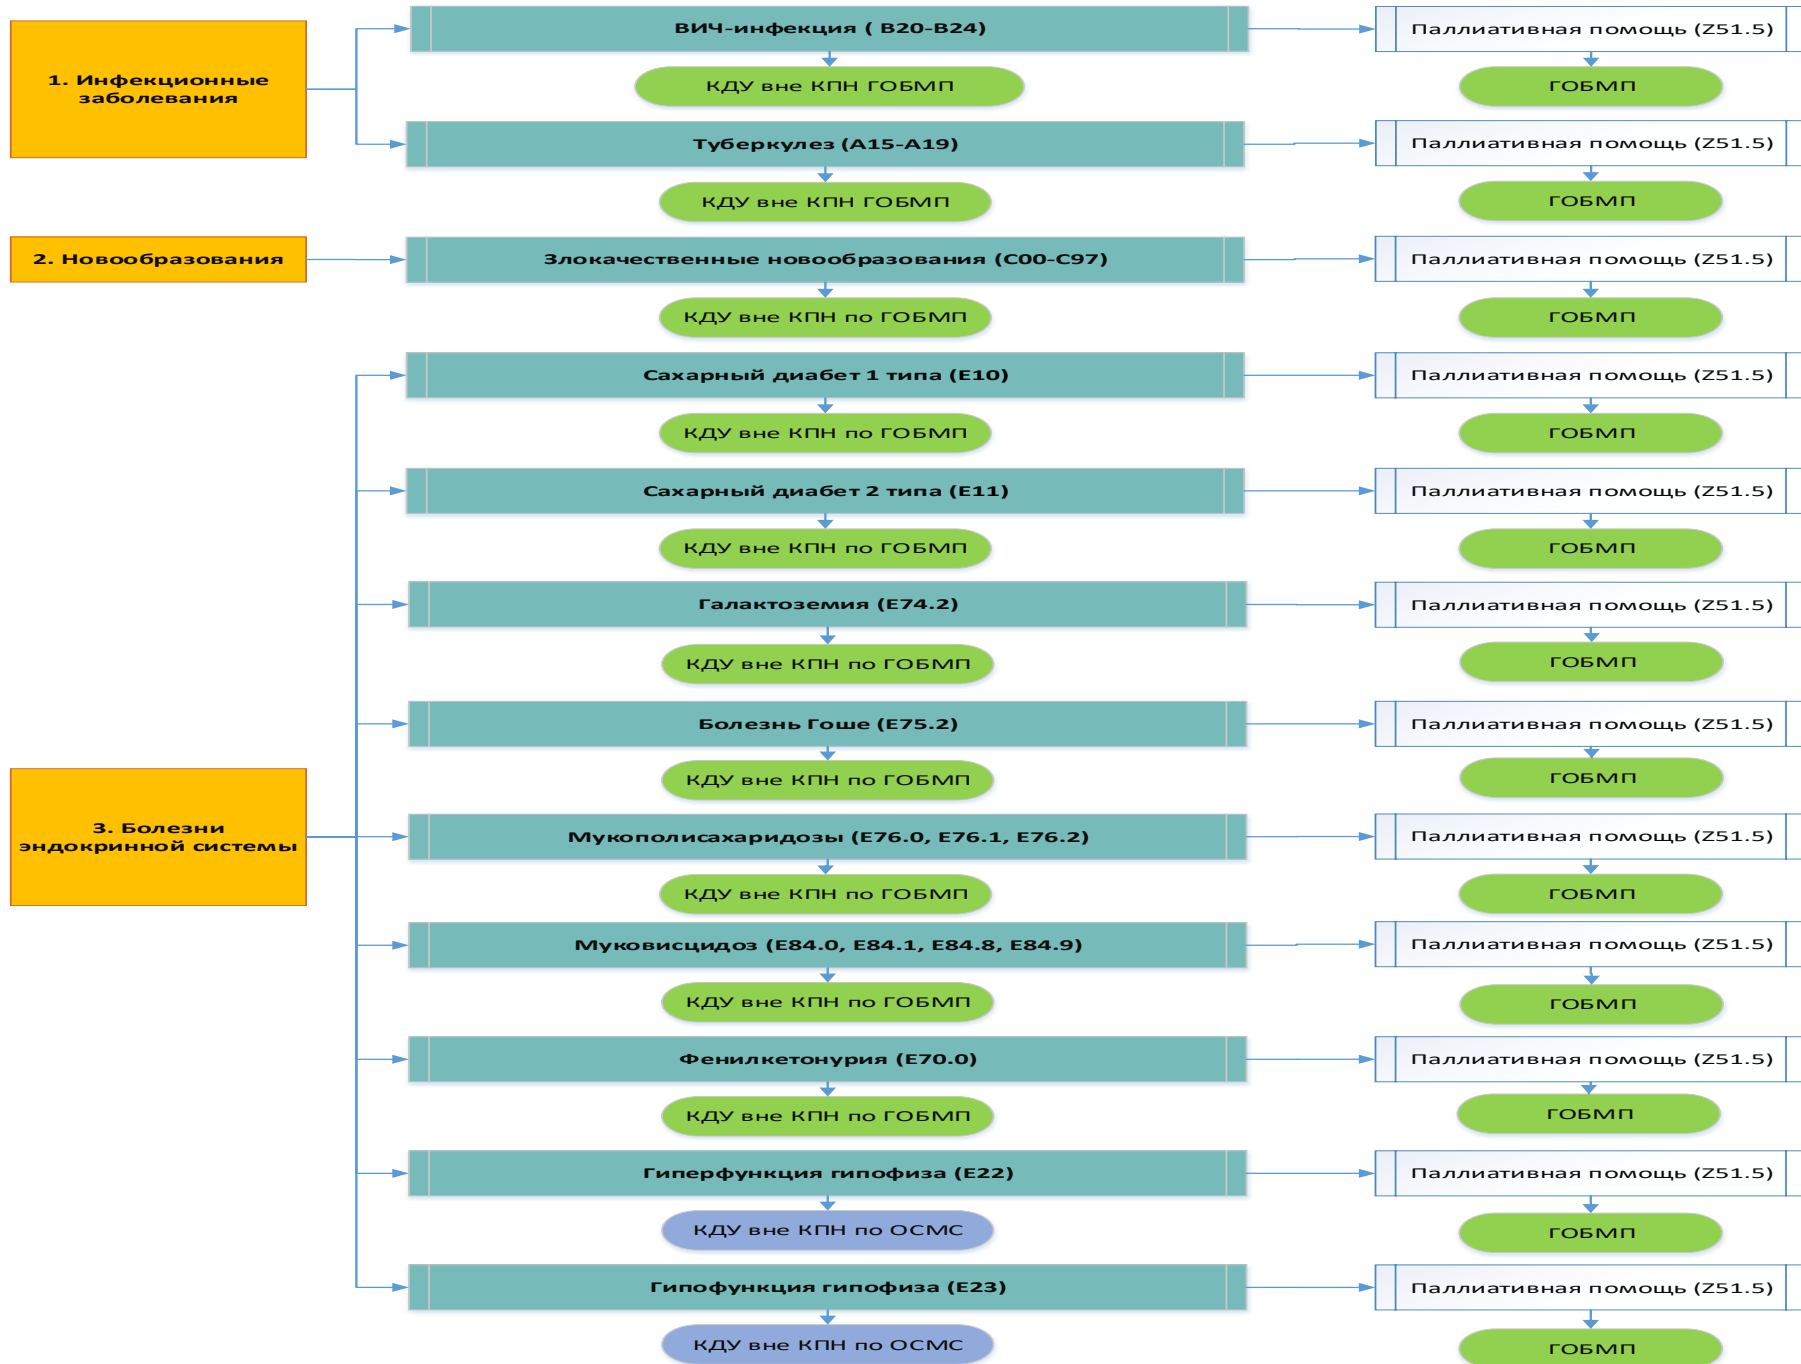 1. Инфекционные
заболевания
ВИЧ-инфекция ( B20-B24)
Паллиативная помощь (Z51.5)
КДУ вне КПН ГОБМП
ГОБМП
Туберкулез (A15-A19)
Паллиативная помощь (Z51.5)
КДУ вне КПН ГОБМП
ГОБМП
2. Новообразования
Злокачественные новообразования (C00-C97)
Паллиативная помощь (Z51.5)
КДУ вне КПН по ГОБМП
ГОБМП
3. Болезни
эндокринной системы
Сахарный диабет 1 типа (E10)
Паллиативная помощь (Z51.5)
КДУ вне КПН по ГОБМП
ГОБМП
Сахарный диабет 2 типа (E11)
Паллиативная помощь (Z51.5)
КДУ вне КПН по ГОБМП
ГОБМП
Галактоземия (E74.2)
Паллиативная помощь (Z51.5)
КДУ вне КПН по ГОБМП
ГОБМП
Болезнь Гоше (E75.2)
Паллиативная помощь (Z51.5)
КДУ вне КПН по ГОБМП
ГОБМП
Мукополисахаридозы (E76.0, E76.1, E76.2)
Паллиативная помощь (Z51.5)
КДУ вне КПН по ГОБМП
ГОБМП
Муковисцидоз (E84.0, E84.1, E84.8, E84.9)
Паллиативная помощь (Z51.5)
КДУ вне КПН по ГОБМП
ГОБМП
Фенилкетонурия (E70.0)
Паллиативная помощь (Z51.5)
КДУ вне КПН по ГОБМП
ГОБМП
Гиперфункция гипофиза (E22)
Паллиативная помощь (Z51.5)
КДУ вне КПН по ОСМС
ГОБМП
Гипофункция гипофиза (E23)
Паллиативная помощь (Z51.5)
КДУ вне КПН по ОСМС
ГОБМП